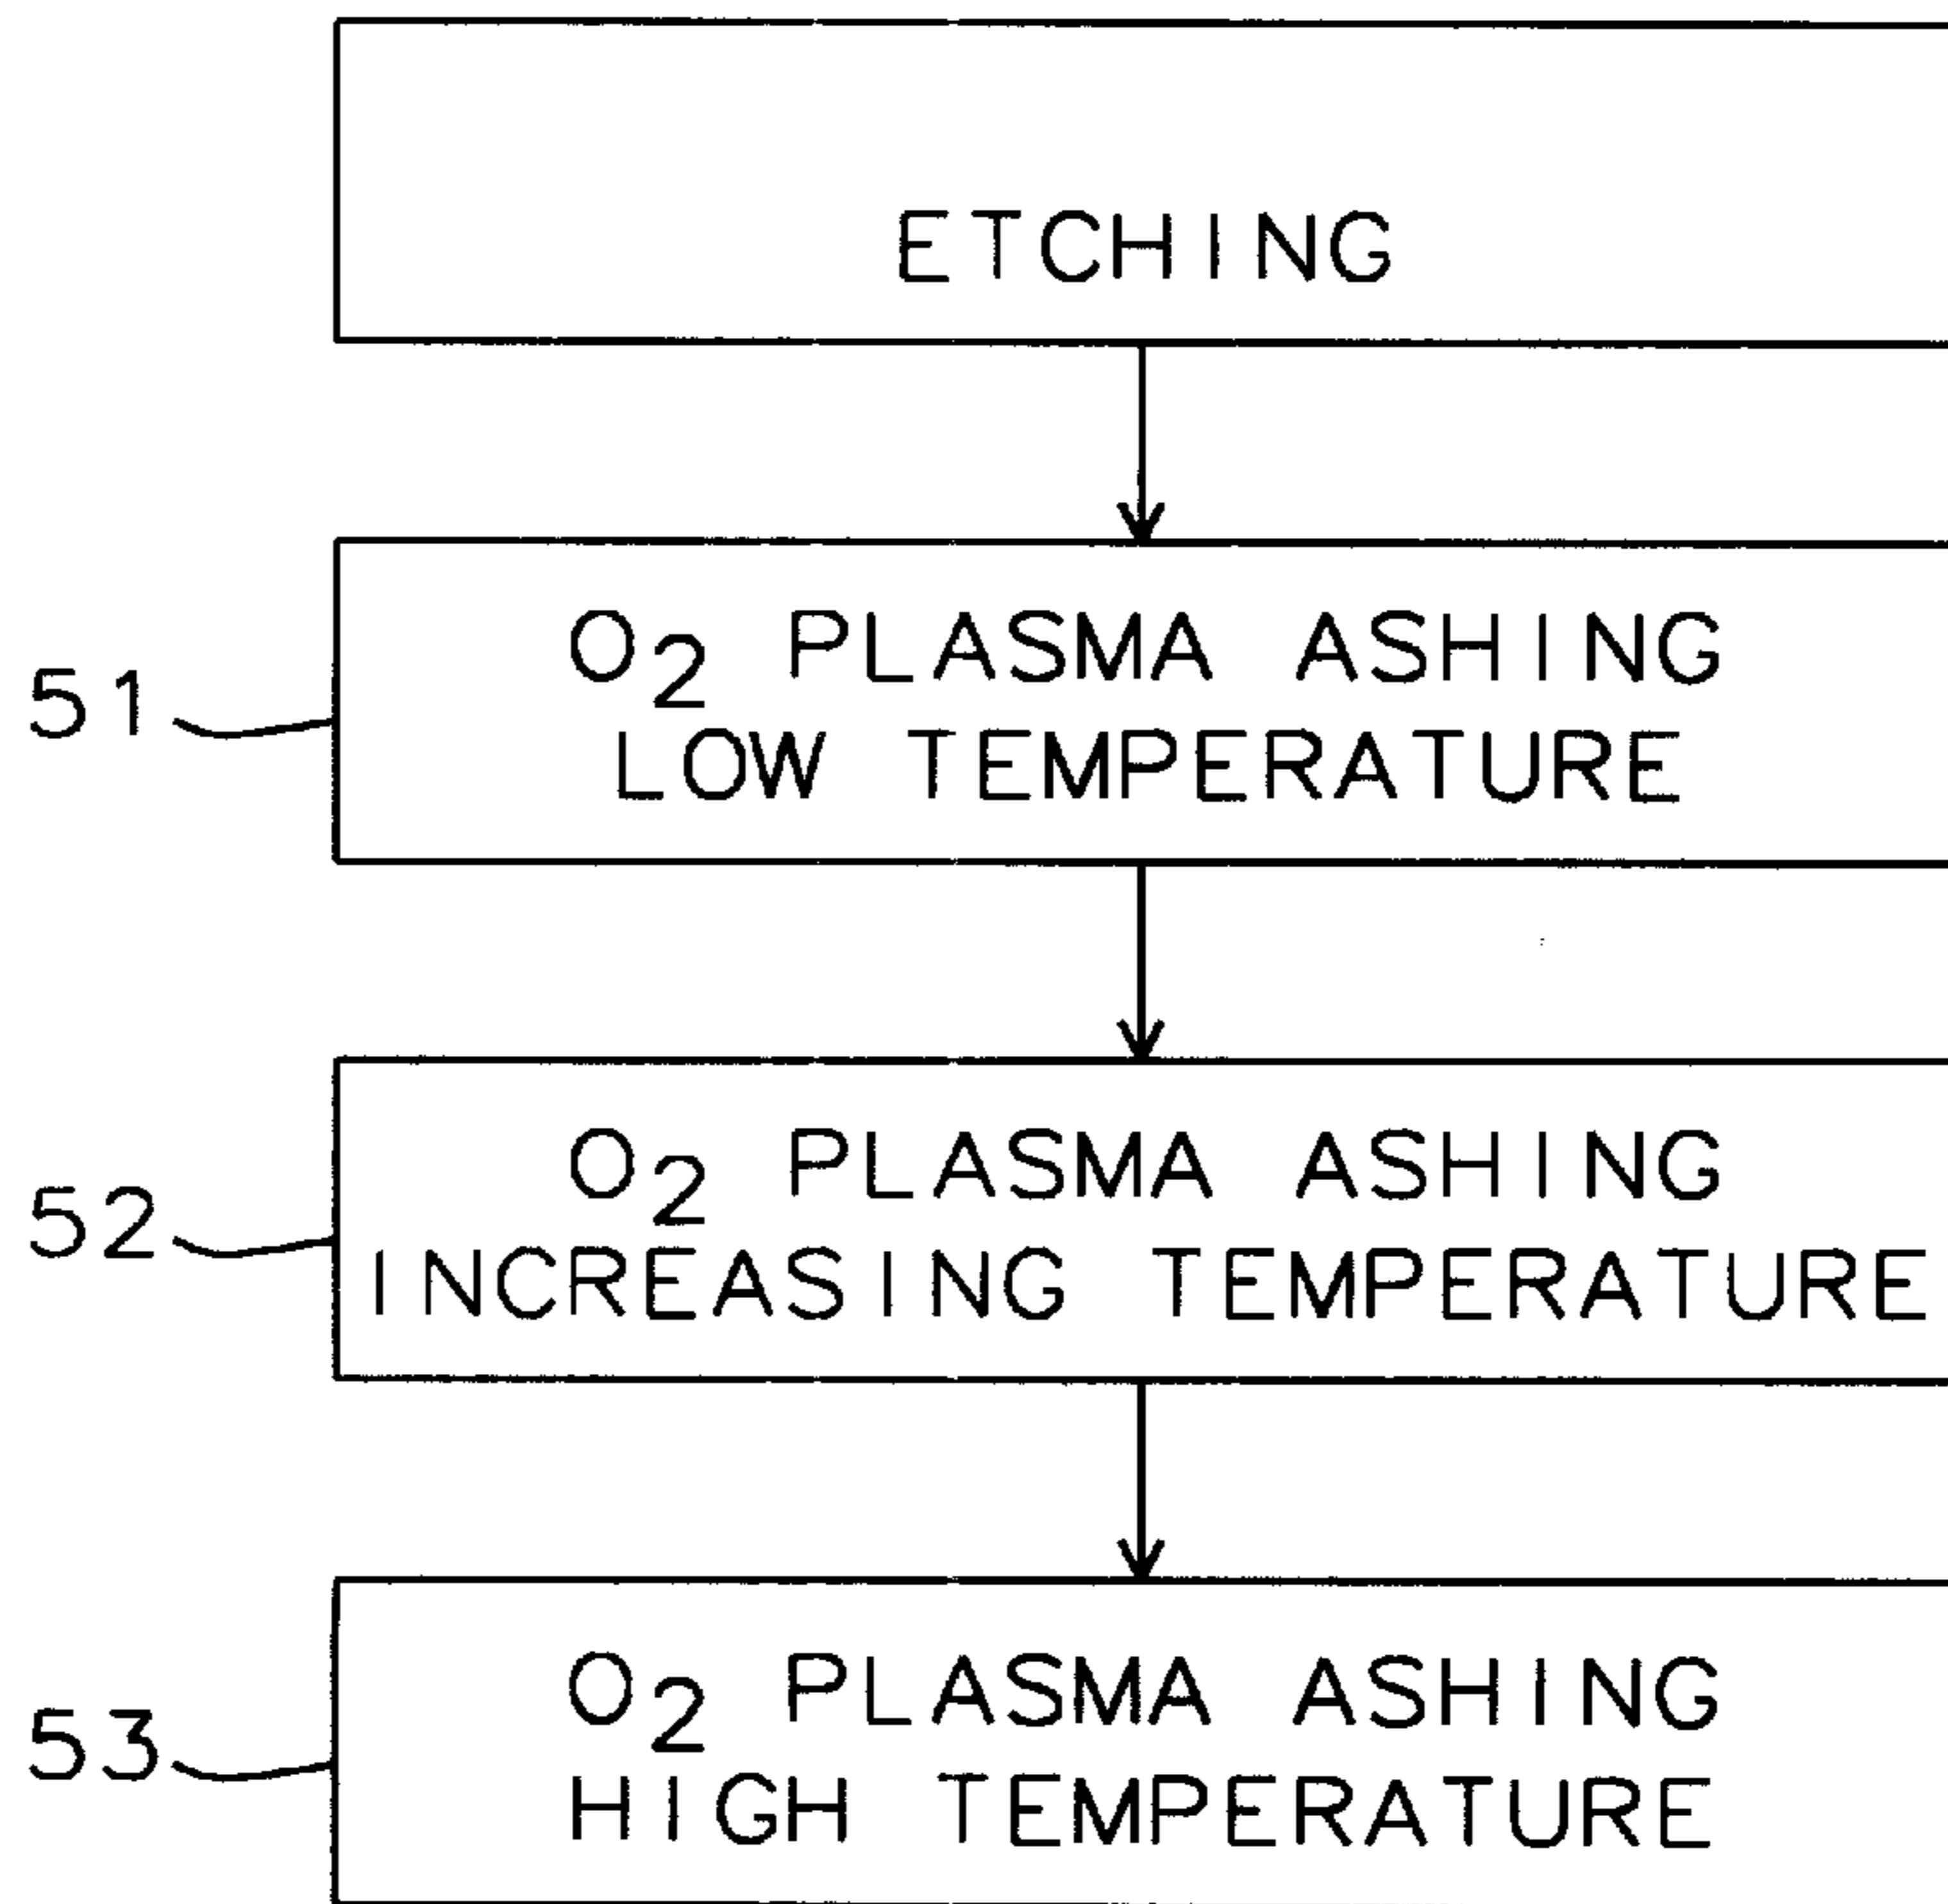 ETCHING
O₂ PLASMA ASHING
51
LOW TEMPERATURE
O₂ PLASMA ASHING
52
INCREASING TEMPERATURE
O₂ PLASMA ASHING
53
HIGH TEMPERATURE